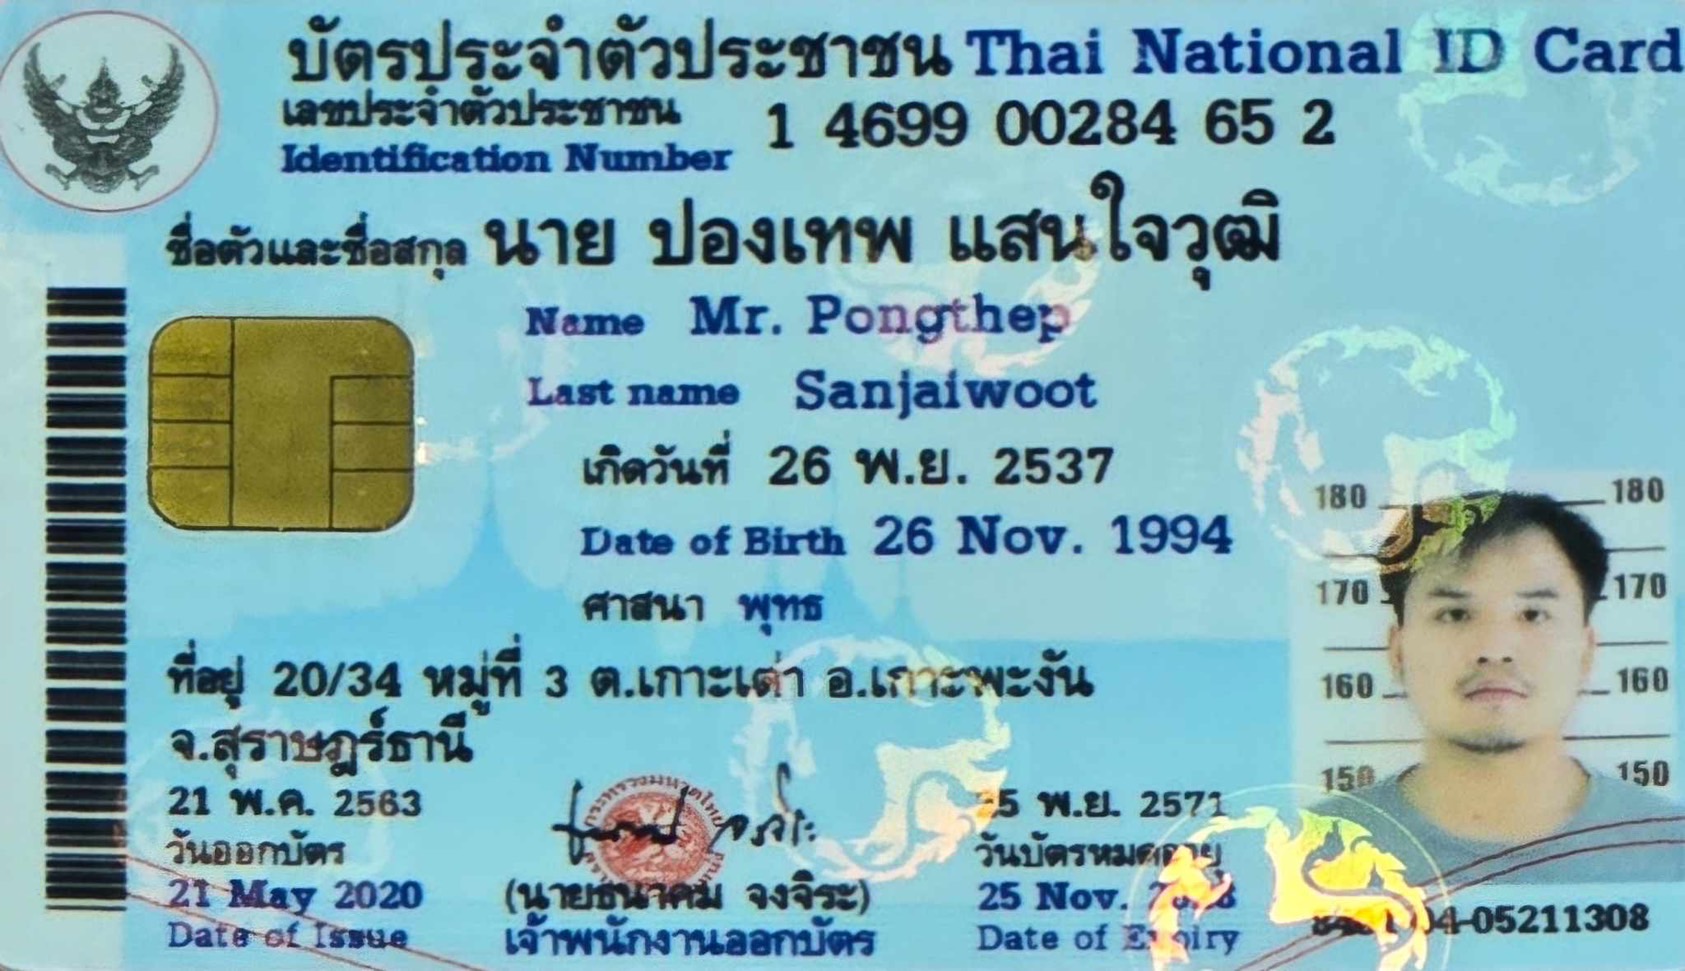 บัตรประจำตัวประชาชน Thai National ID Card
เลขประจำตัวประชาชน
Identification Number 1 4699 00284 65 2
ชื่อตัวและชื่อสกุล นาย ปองเทพ แสนใจวุฒิ
Name Mr. Pongthep
Last name Sanjaiwoot
เกิดวันที่ 26 พ.ย. 2537
Date of Birth 26 Nov. 1994
ศาสนา พุทธ
ที่อยู่ 20/34 หมู่ที่ 3 ต.เกาะเต่า อ.เกาะพะงัน
จ.สุราษฎร์ธานี
180 180
170 170
160 160
150 150
21 พ.ค. 2563
วันออกบัตร
21 May 2020
Date of Issue
(นายธนาคม จงจิระ)
เจ้าพนักงานออกบัตร
พ.ย. 2571
วันบัตรหมดอายุ
25 Nov.
Date of Expiry